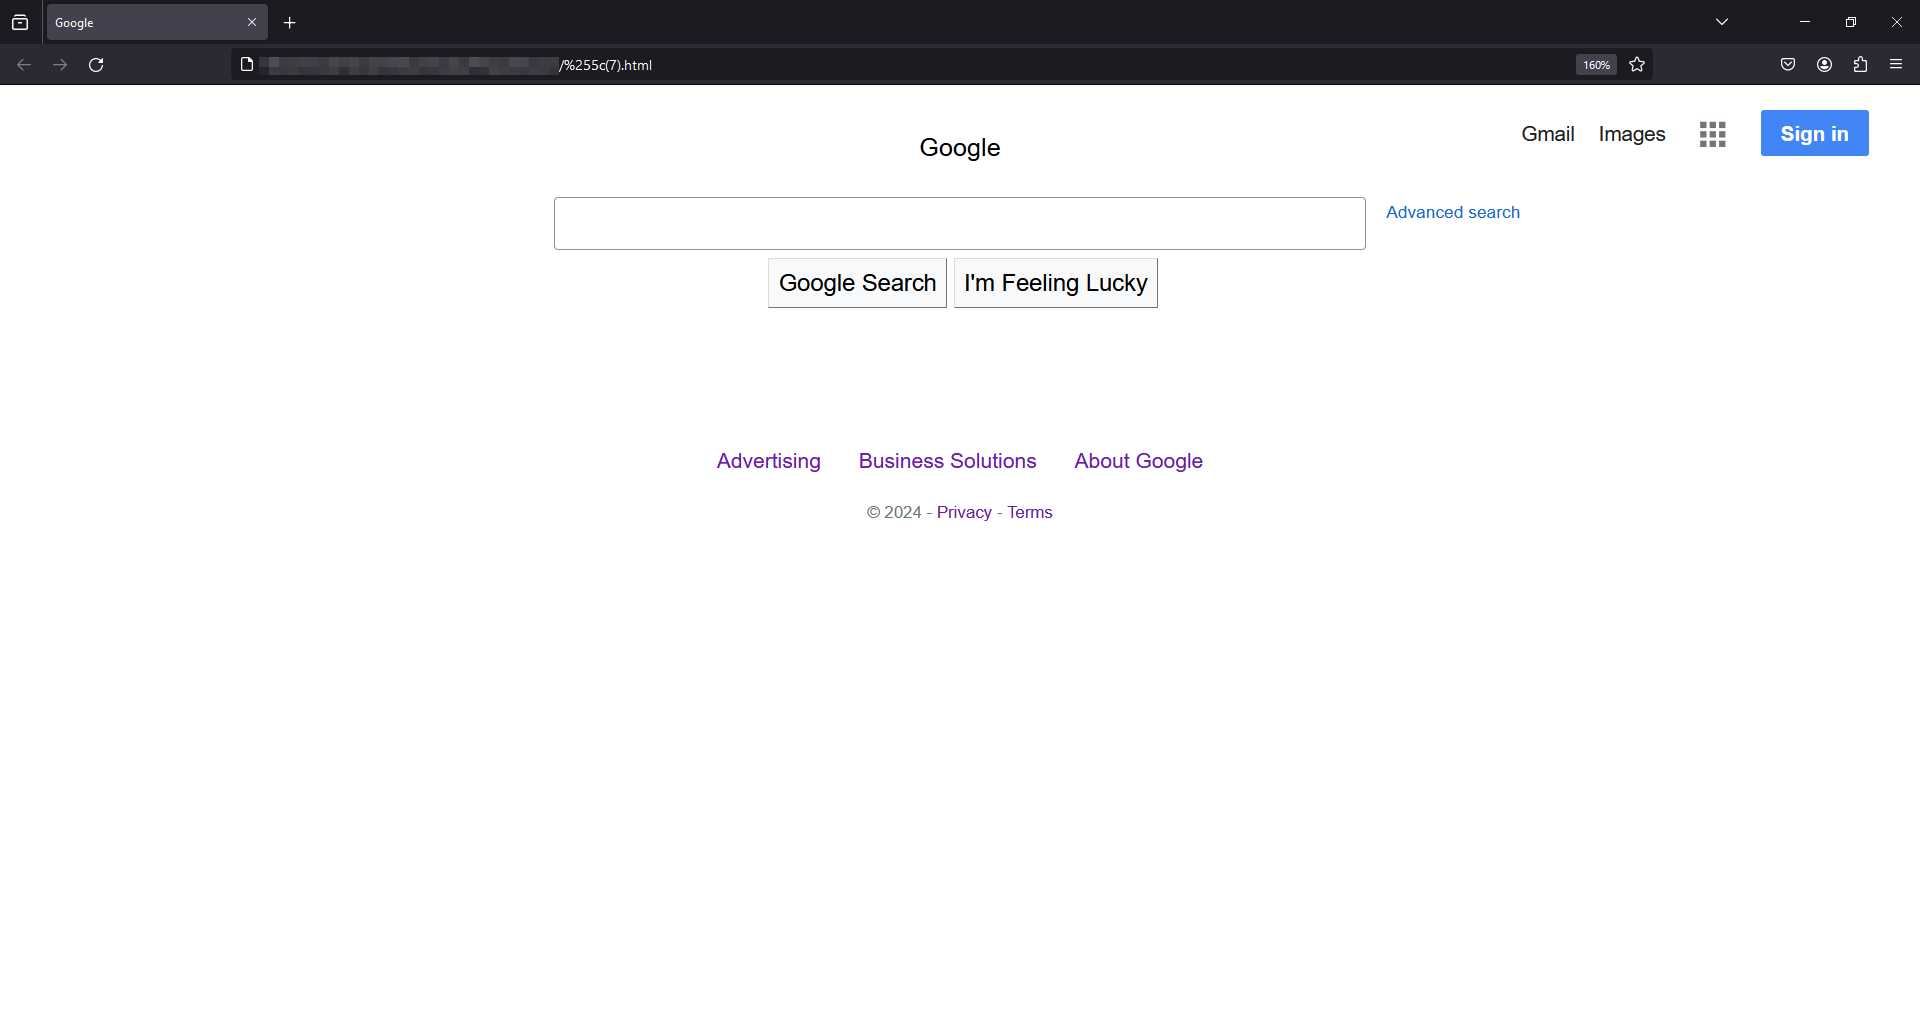 Google
/%255c(7).html
160%
Gmail Images
Sign in
Google
Advanced search
Google Search I'm Feeling Lucky
Advertising Business Solutions About Google
© 2024 - Privacy - Terms